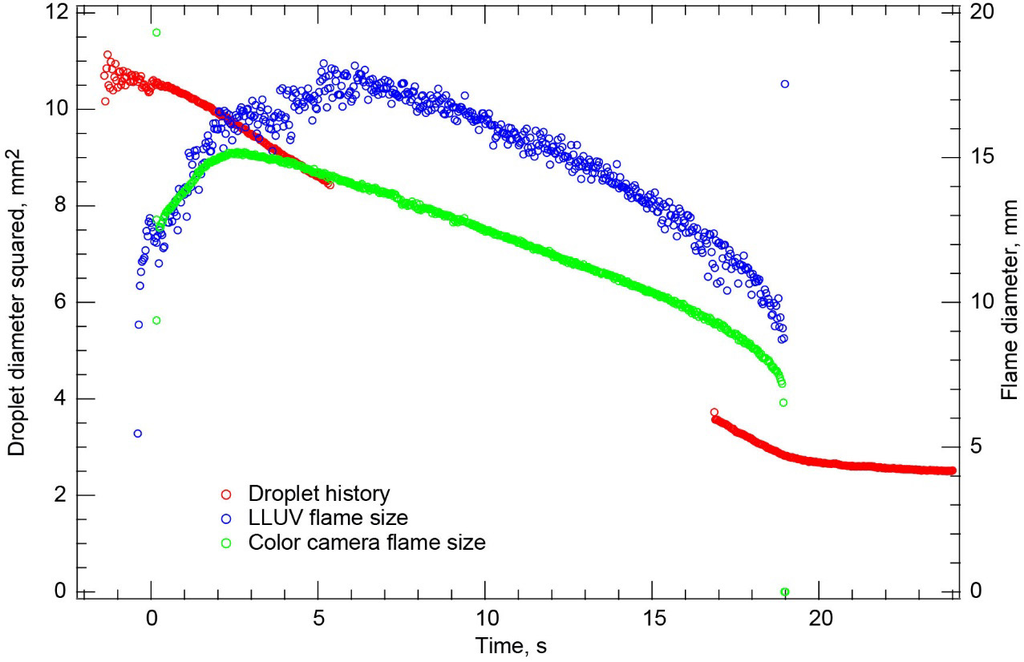 12
10
8
6
4
2
0
Droplet diameter squared, mm2
20
15
10
5
0
Flame diameter, mm
Droplet history
LLUV flame size
Color camera flame size
0 5 10 15 20
Time, s